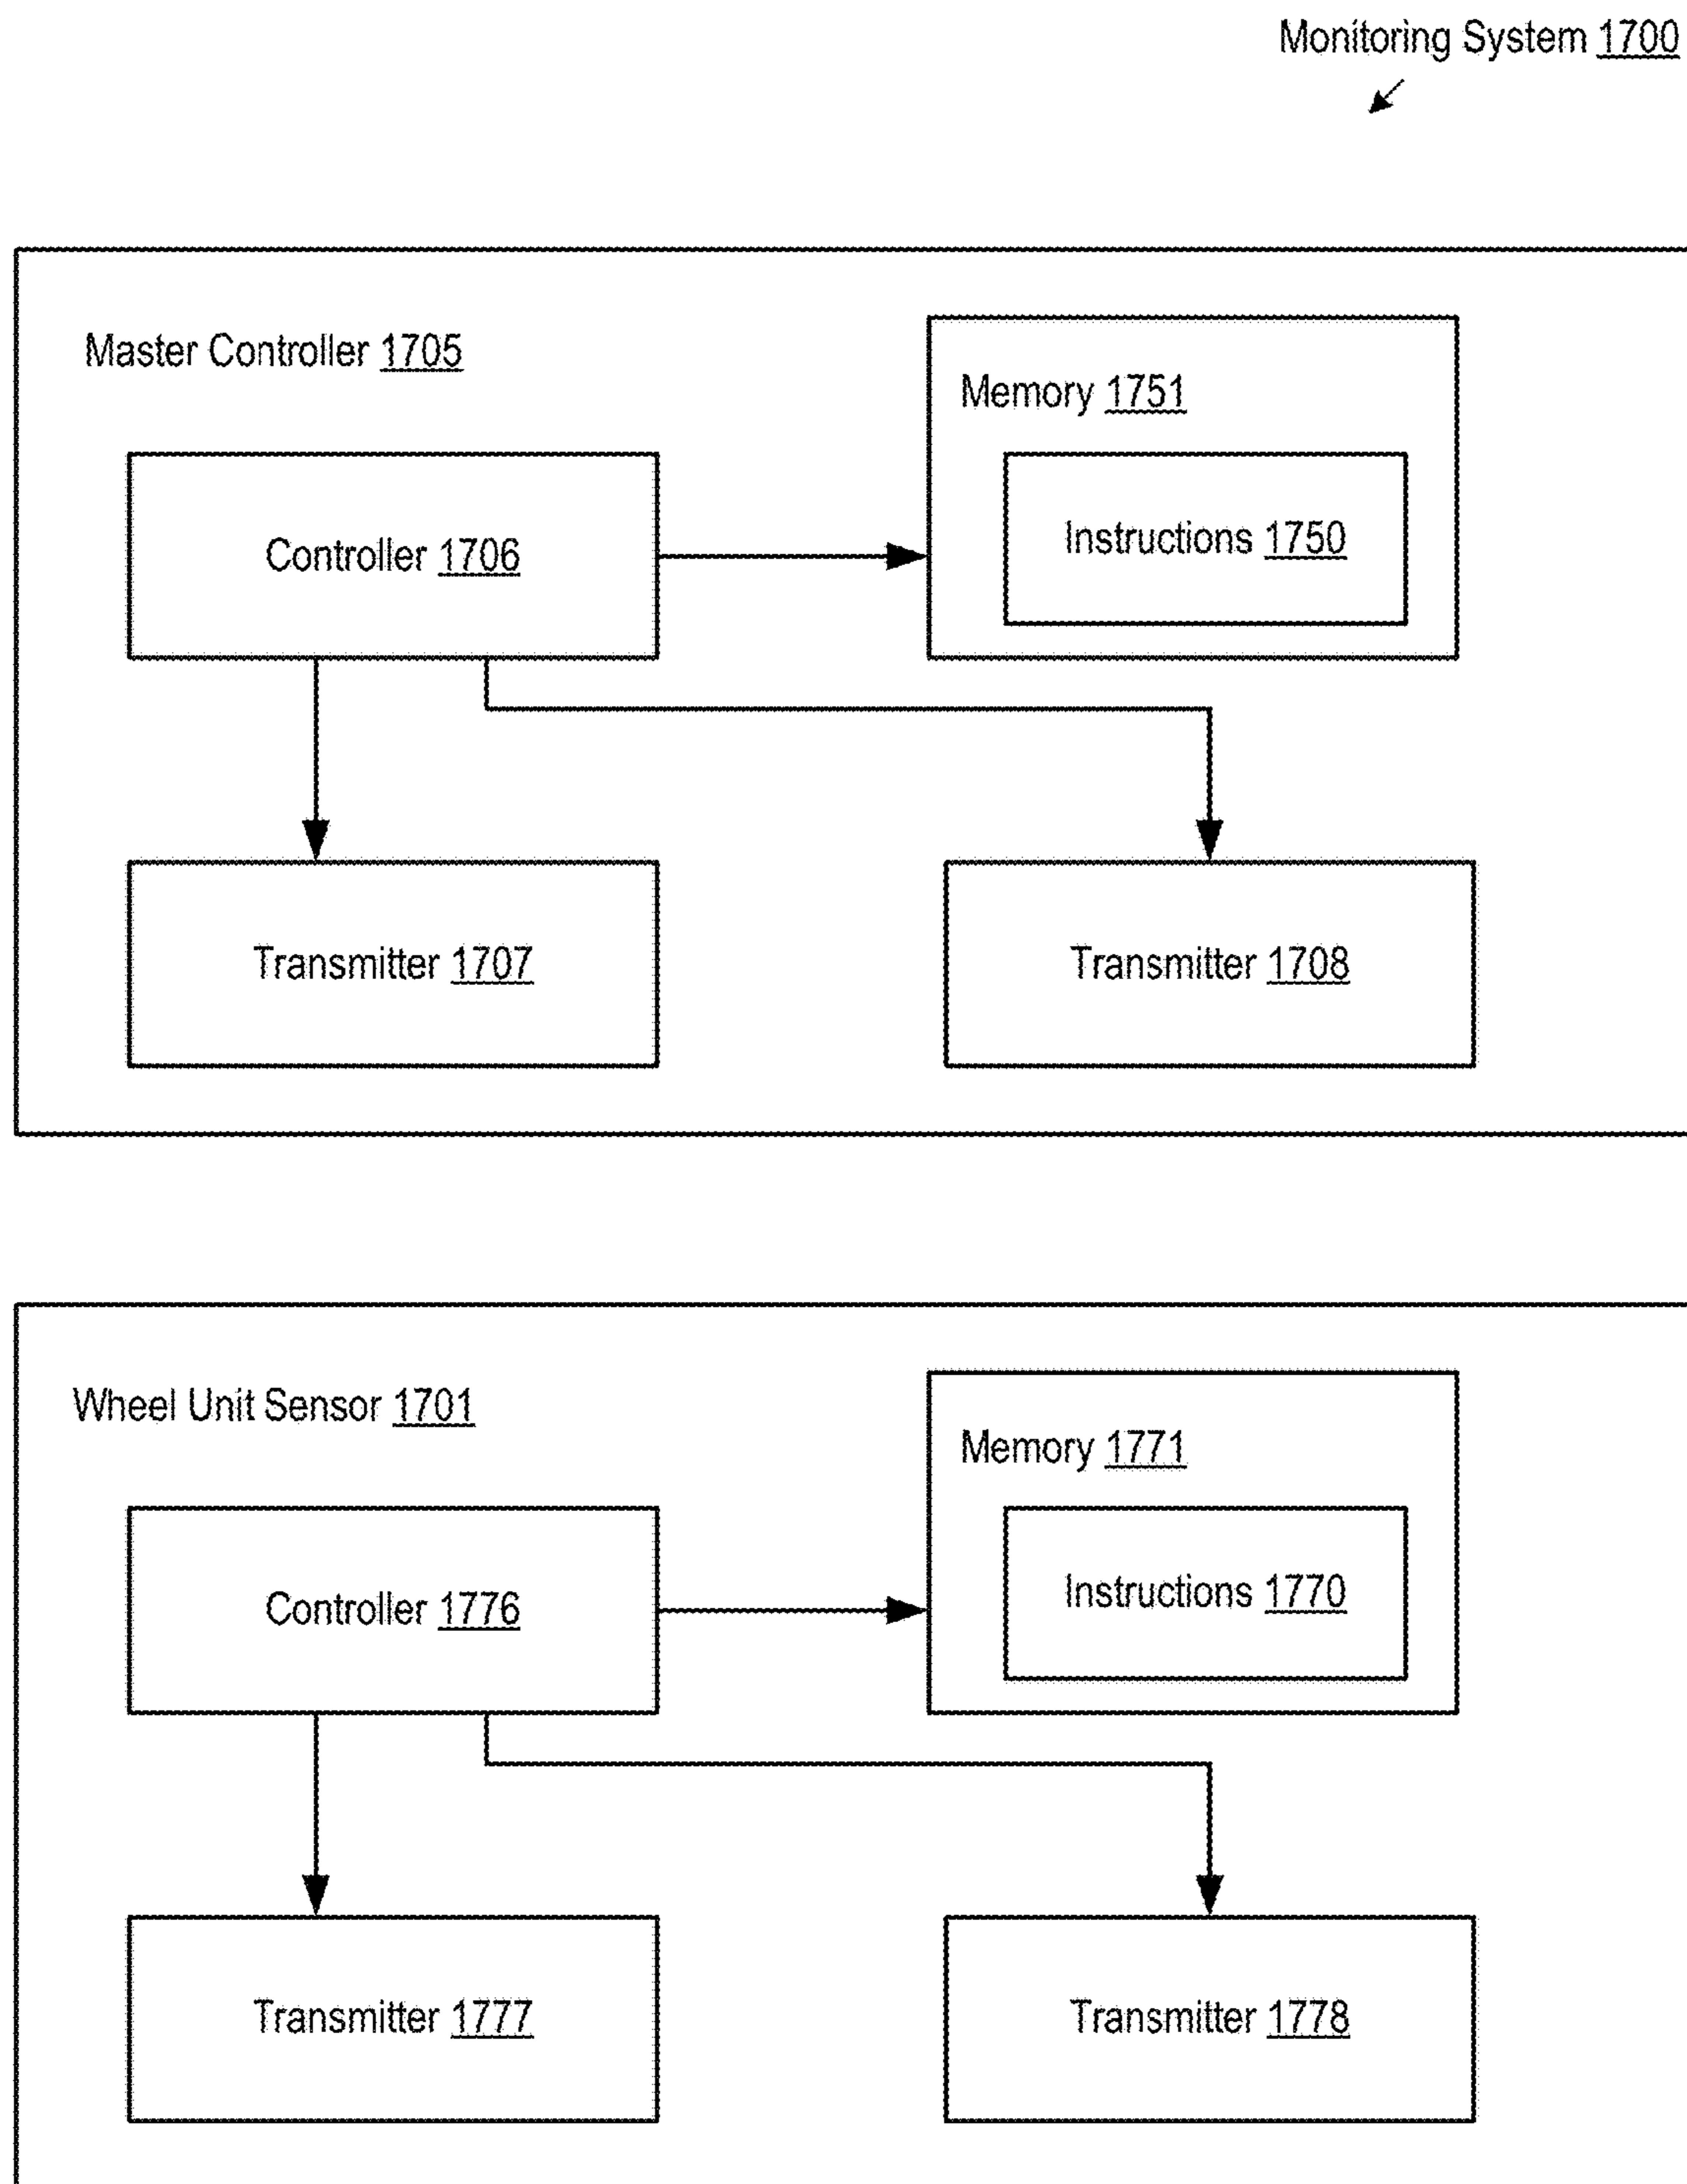 Monitoring System 1700
Master Controller 1705
Memory 1751
Controller 1706
Instructions 1750
Transmitter 1707
Transmitter 1708
Wheel Unit Sensor 1701
Memory 1771
Controller 1776
Instructions 1770
Transmitter 1777
Transmitter 1778